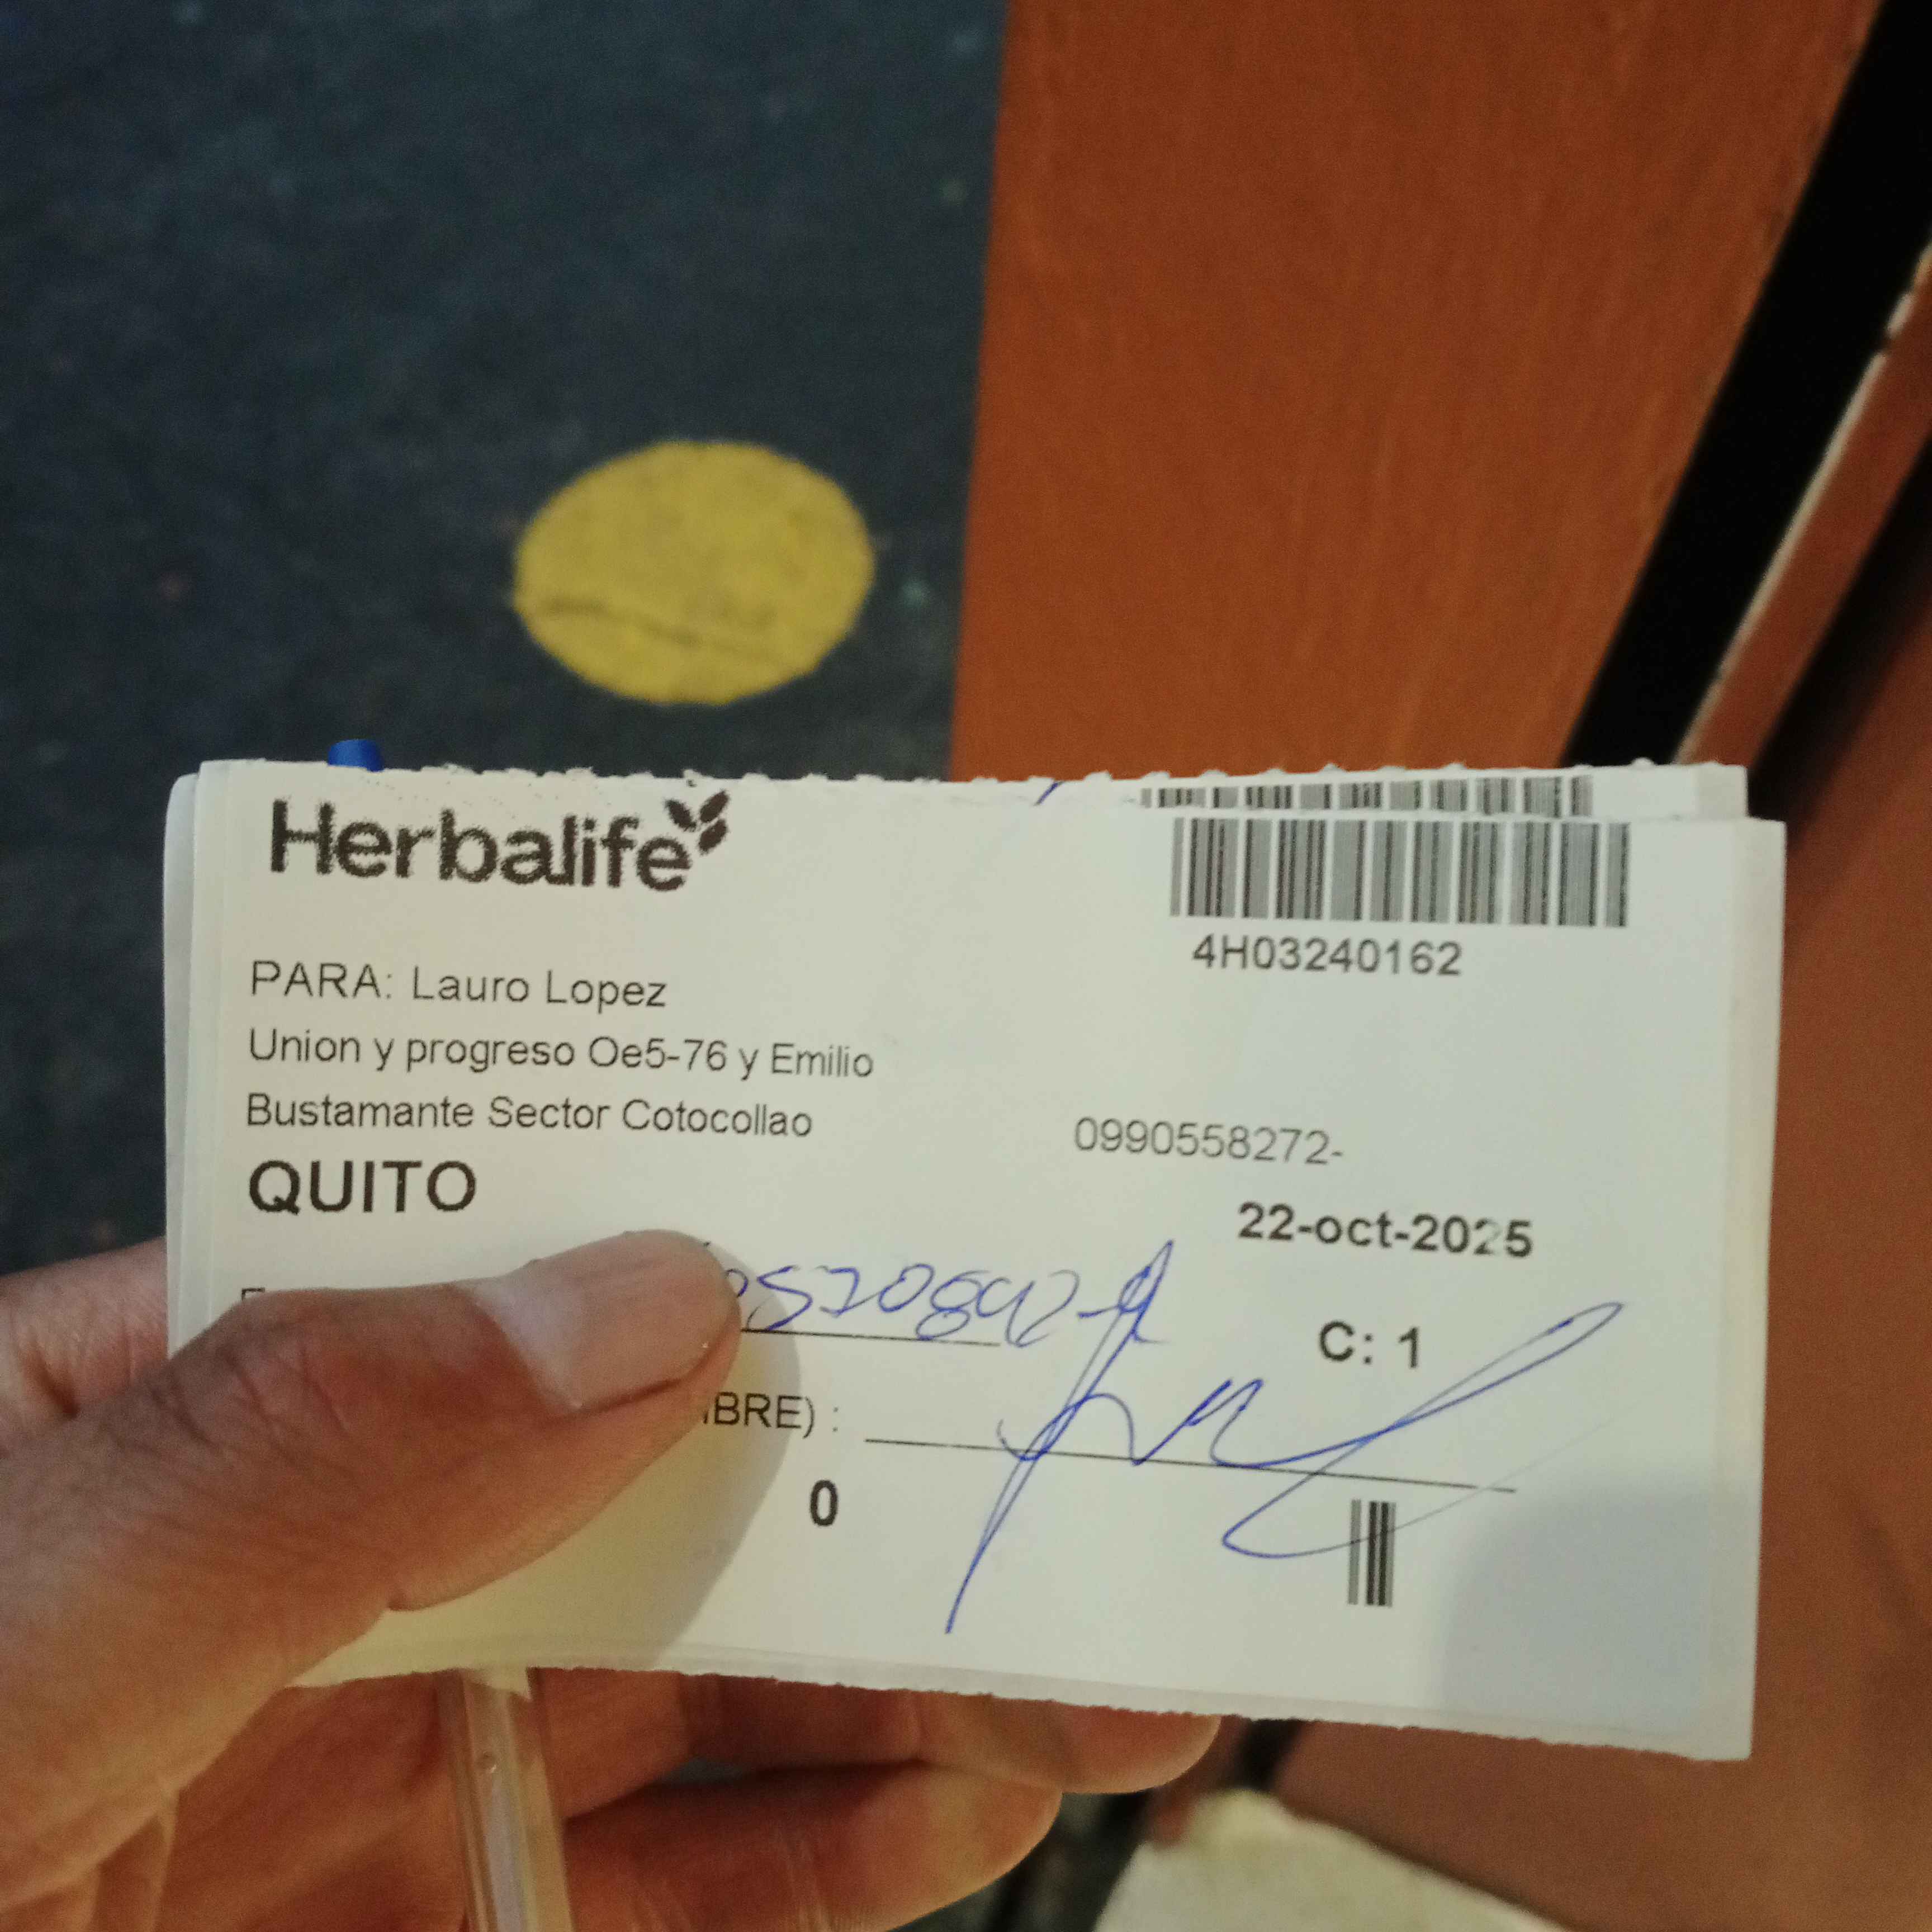 Herbalife
4H03240162
PARA: Lauro Lopez
Union y progreso Oe5-76 y Emilio
Bustamante Sector Cotocollao
0990558272-
QUITO
22-oct-2025
C: 1
0